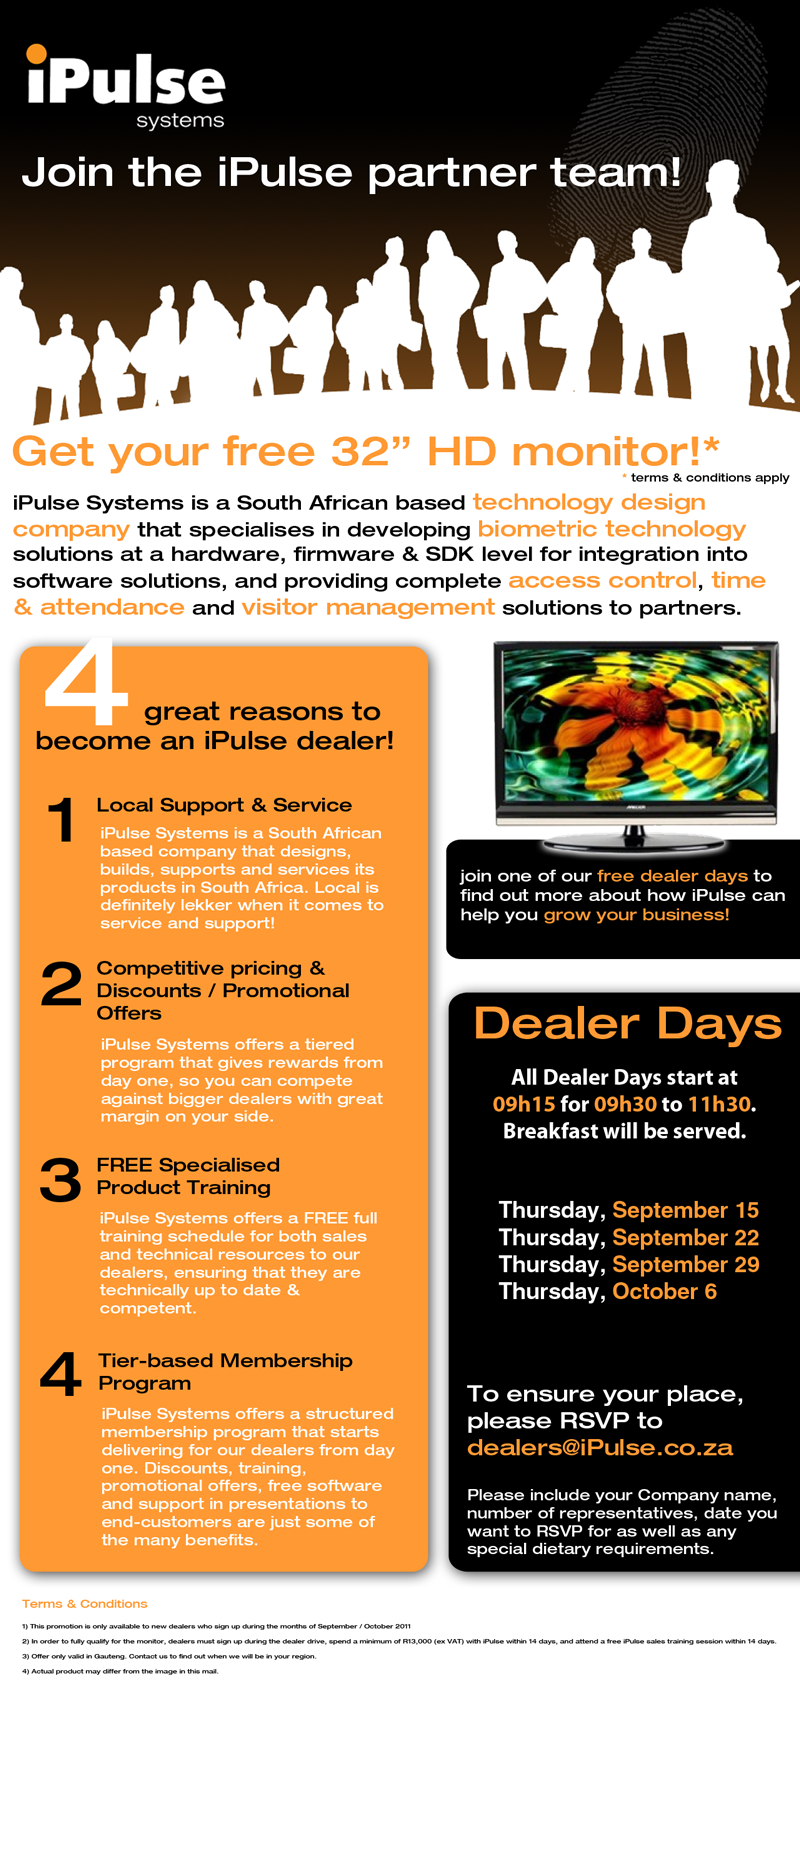 iPulse
systems
Join the iPulse partner team!
Get your free 32” HD monitor!*
* terms & conditions apply
iPulse Systems is a South African based technology design
company that specialises in developing biometric technology
solutions at a hardware, firmware & SDK level for integration into
software solutions, and providing complete access control, time
& attendance and visitor management solutions to partners.
4 great reasons to
become an iPulse dealer!
1 Local Support & Service
iPulse Systems is a South African
based company that designs,
builds, supports and services its
products in South Africa. Local is
definitely lekker when it comes to
service and support!
2 Competitive pricing &
Discounts / Promotional
Offers
iPulse Systems offers a tiered
program that gives rewards from
day one, so you can compete
against bigger dealers with great
margin on your side.
3 FREE Specialised
Product Training
iPulse Systems offers a FREE full
training schedule for both sales
and technical resources to our
dealers, ensuring that they are
technically up to date &
competent.
4 Tier-based Membership
Program
iPulse Systems offers a structured
membership program that starts
delivering for our dealers from day
one. Discounts, training,
promotional offers, free software
and support in presentations to
end-customers are just some of
the many benefits.
join one of our free dealer days to
find out more about how iPulse can
help you grow your business!
Dealer Days
All Dealer Days start at
09h15 for 09h30 to 11h30.
Breakfast will be served.
Thursday, September 15
Thursday, September 22
Thursday, September 29
Thursday, October 6
To ensure your place,
please RSVP to
dealers@iPulse.co.za
Please include your Company name,
number of representatives, date you
want to RSVP for as well as any
special dietary requirements.
Terms & Conditions
1) This promotion is only available to new dealers who sign up during the months of September / October 2011
2) In order to fully qualify for the monitor, dealers must sign up during the dealer drive, spend a minimum of R13,000 (ex VAT) with iPulse within 14 days, and attend a free iPulse sales training session within 14 days.
3) Offer only valid in Gauteng. Contact us to find out when we will be in your region.
4) Actual product may differ from the image in this mail.